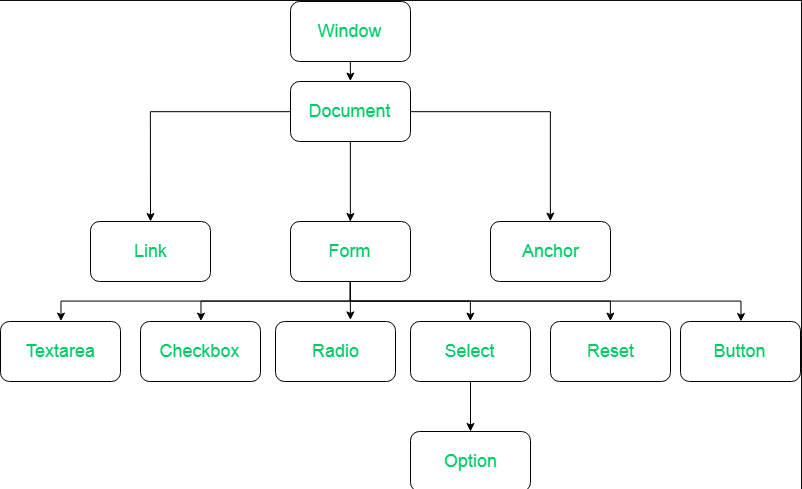 Window
Document
Link
Form
Anchor
Textarea
Checkbox
Radio
Select
Reset
Button
Option